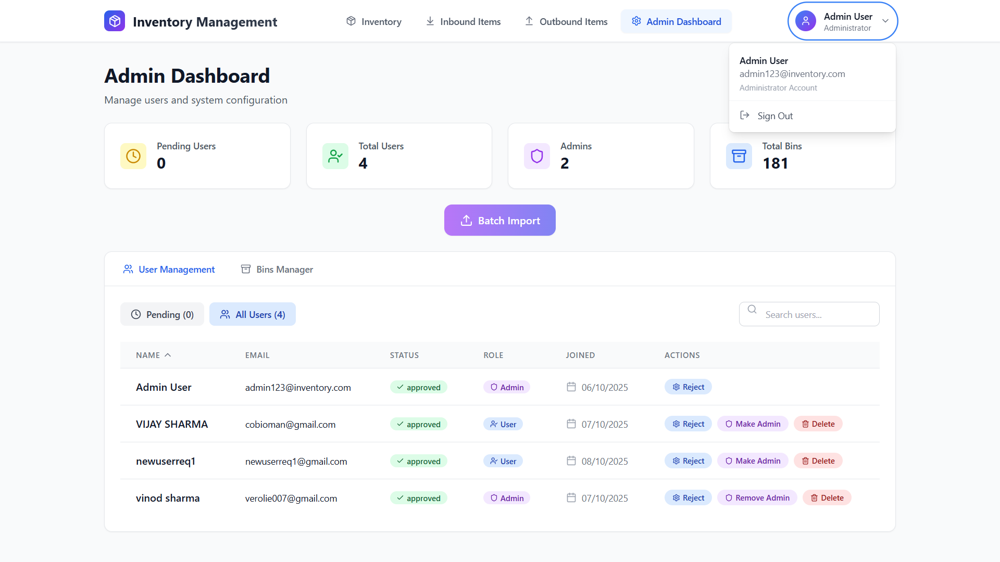 Inventory Management
Inventory
Inbound Items
Outbound Items
Admin Dashboard
Admin User
Administrator
Admin User
admin123@inventory.com
Administrator Account
Sign Out
Admin Dashboard
Manage users and system configuration
Pending Users
0
Total Users
4
Admins
2
Total Bins
181
Batch Import
User Management
Bins Manager
Pending (0)
All Users (4)
Search users...
NAME EMAIL STATUS ROLE JOINED ACTIONS
Admin User admin123@inventory.com approved Admin 06/10/2025 Reject
VIJAY SHARMA cobioman@gmail.com approved User 07/10/2025 Reject Make Admin Delete
newuserreq1 newuserreq1@gmail.com approved User 08/10/2025 Reject Make Admin Delete
vinod sharma verolie007@gmail.com approved Admin 07/10/2025 Reject Remove Admin Delete